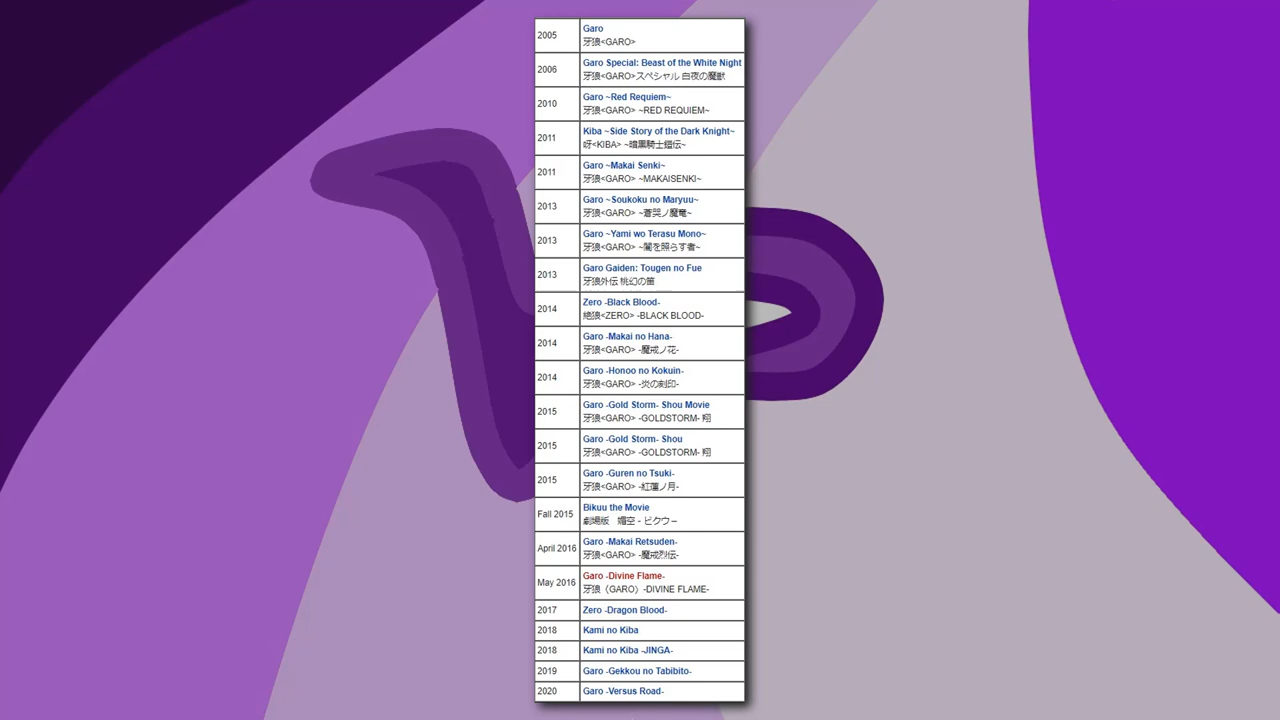 2005
Garo
牙狼<GARO>
2006
Garo Special: Beast of the White Night
牙狼<GARO>スペシャル 白夜の魔獣
2010
Garo ~Red Requiem~
牙狼<GARO> ~RED REQUIEM~
2011
Kiba ~Side Story of the Dark Knight~
呀<KIBA> ~暗黒騎士鎧伝~
2011
Garo ~Makai Senki~
牙狼<GARO> ~MAKAISENKI~
2013
Garo ~Soukoku no Maryuu~
牙狼<GARO> ~蒼哭ノ魔竜~
2013
Garo ~Yami wo Terasu Mono~
牙狼<GARO> ~闇を照らす者~
2013
Garo Gaiden: Tougen no Fue
牙狼外伝 桃幻の笛
2014
Zero -Black Blood-
絶狼<ZERO> -BLACK BLOOD-
2014
Garo -Makai no Hana-
牙狼<GARO> -魔戒ノ花-
2014
Garo -Honoo no Kokuin-
牙狼<GARO> -炎の刻印-
2015
Garo -Gold Storm- Shou Movie
牙狼<GARO> -GOLDSTORM- 翔
2015
Garo -Gold Storm- Shou
牙狼<GARO> -GOLDSTORM- 翔
2015
Garo -Guren no Tsuki-
牙狼<GARO> -紅蓮ノ月-
Fall 2015
Bikuu the Movie
劇場版　媚空 - ビクウ－
April 2016
Garo -Makai Retsuden-
牙狼<GARO> -魔戒烈伝-
May 2016
Garo -Divine Flame-
牙狼〈GARO〉-DIVINE FLAME-
2017
Zero -Dragon Blood-
2018
Kami no Kiba
2018
Kami no Kiba -JINGA-
2019
Garo -Gekkou no Tabibito-
2020
Garo -Versus Road-